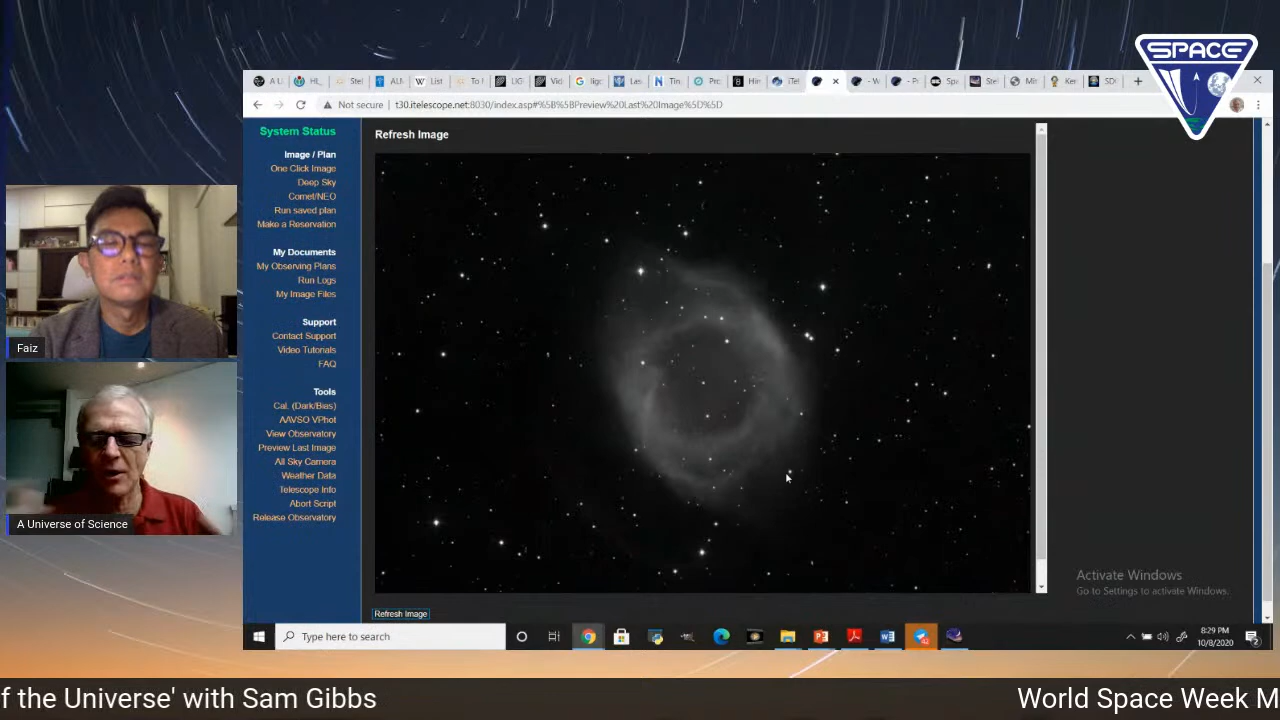 SPACE
Not secure | t30.itelescope.net:8030/index.asp#%5B%5BPreview%20Last%20Image%5D%5D
System Status
Image / Plan
One Click Image
Deep Sky
Comet/NEO
Run saved plan
Make a Reservation
My Documents
My Observing Plans
Run Logs
My Image Files
Support
Contact Support
Video Tutorials
FAQ
Tools
Cal. (Dark/Bias)
AAVSO VPhot
View Observatory
Preview Last Image
All Sky Camera
Weather Data
Telescope Info
Abort Script
Release Observatory
Refresh Image
Refresh Image
Activate Windows
Go to Settings to activate Windows.
Faiz
A Universe of Science
Type here to search
8:29 PM
10/8/2020
f the Universe' with Sam Gibbs
World Space Week M